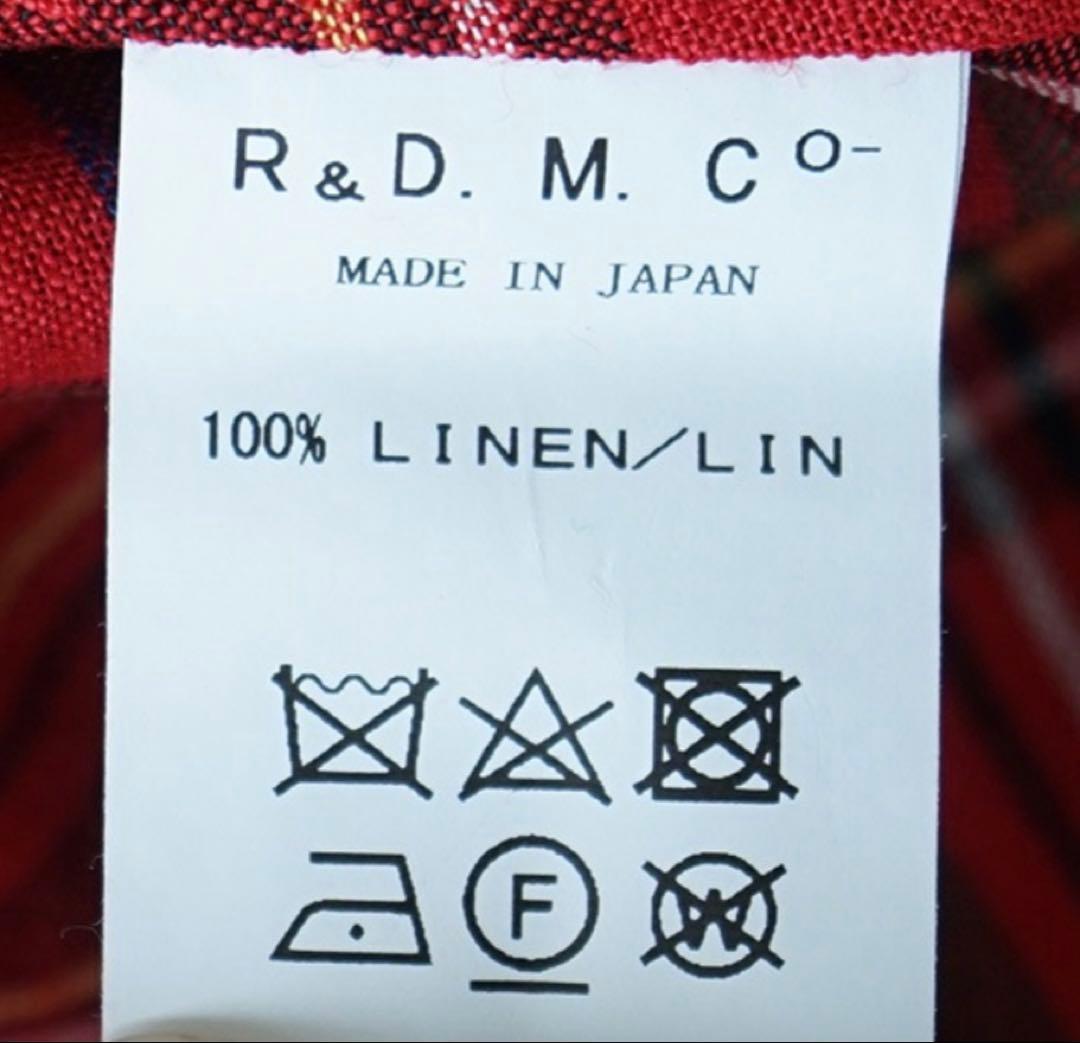 R&D. M. Co-
MADE IN JAPAN
100% LINEN/LIN
F W